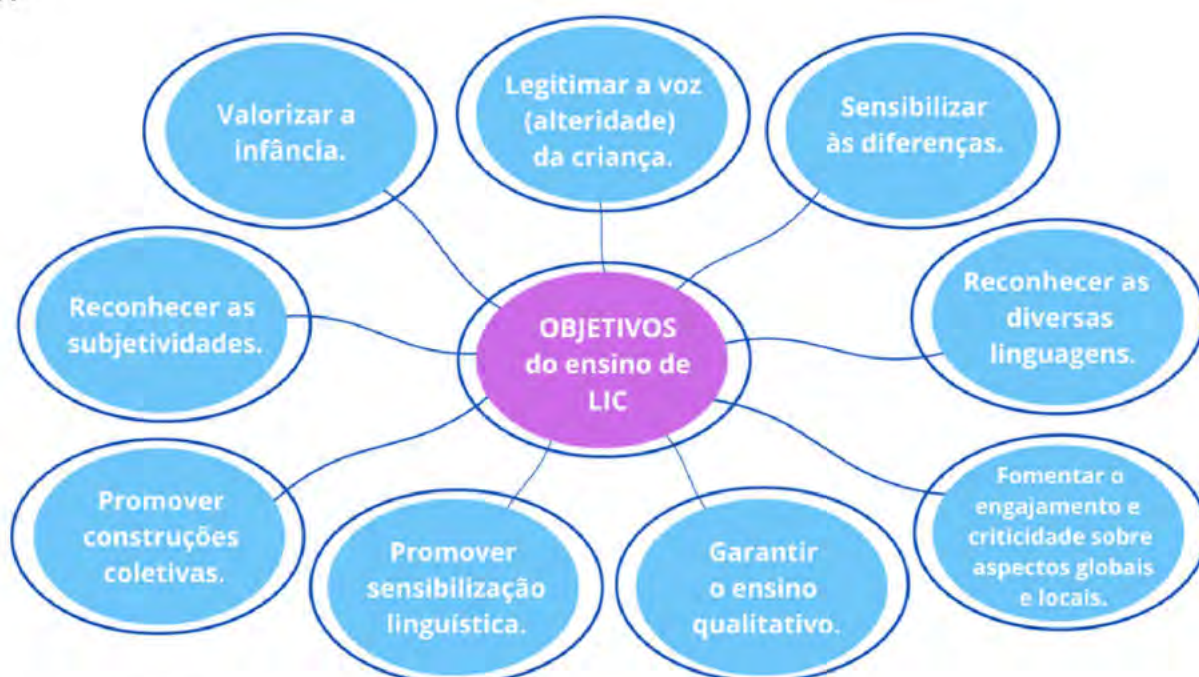 Valorizar a
infância.
Legitimar a voz
(alteridade)
da criança.
Sensibilizar
às diferenças.
Reconhecer as
subjetividades.
OBJETIVOS
do ensino de
LIC
Reconhecer as
diversas
linguagens.
Promover
construções
coletivas.
Promover
sensibilização
linguística.
Garantir
o ensino
qualitativo.
Fomentar o
engajamento e
criticidade sobre
aspectos globais
e locais.